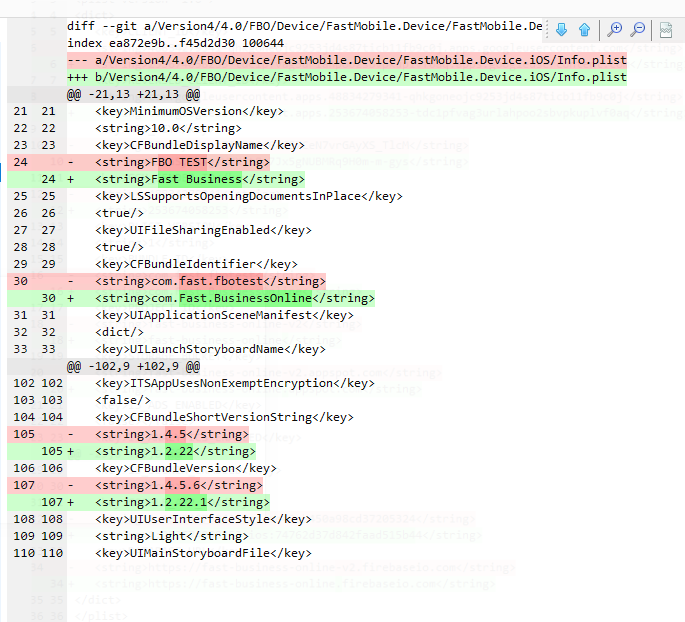 diff --git a/Version4/4.0/FBO/Device/FastMobile.Device/FastMobile.De
index ea872e9b..f45d2d30 100644
--- a/Version4/4.0/FBO/Device/FastMobile.Device/FastMobile.Device.iOS/Info.plist
+++ b/Version4/4.0/FBO/Device/FastMobile.Device/FastMobile.Device.iOS/Info.plist
@@ -21,13 +21,13 @@
21 21 <key>MinimumOSVersion</key>
22 22 <string>10.0</string>
23 23 <key>CFBundleDisplayName</key>
24 - <string>FBO TEST</string>
24 + <string>Fast Business</string>
25 25 <key>LSSupportsOpeningDocumentsInPlace</key>
26 26 <true/>
27 27 <key>UIFileSharingEnabled</key>
28 28 <true/>
29 29 <key>CFBundleIdentifier</key>
30 - <string>com.fast.fbotest</string>
30 + <string>com.Fast.BusinessOnline</string>
31 31 <key>UIApplicationSceneManifest</key>
32 32 <dict/>
33 33 <key>UILaunchStoryboardName</key>
@@ -102,9 +102,9 @@
102 102 <key>ITSAppUsesNonExemptEncryption</key>
103 103 <false/>
104 104 <key>CFBundleShortVersionString</key>
105 - <string>1.4.5</string>
105 + <string>1.2.22</string>
106 106 <key>CFBundleVersion</key>
107 - <string>1.4.5.6</string>
107 + <string>1.2.22.1</string>
108 108 <key>UIUserInterfaceStyle</key>
109 109 <string>Light</string>
110 110 <key>UIMainStoryboardFile</key>